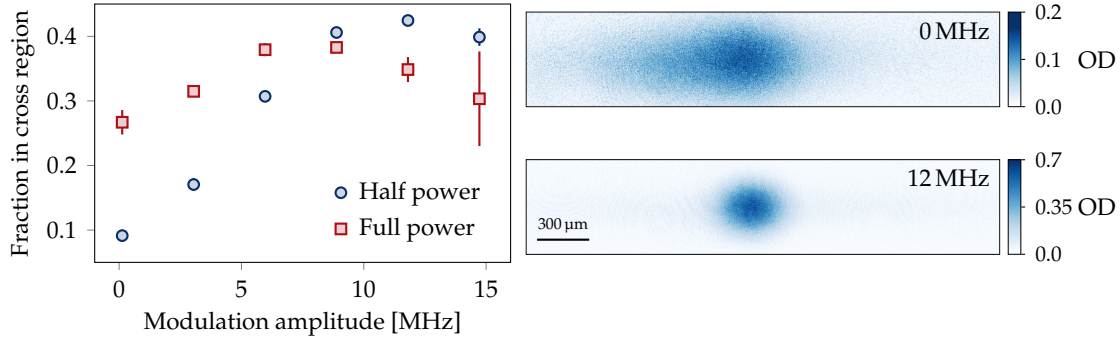 0.4
0.3
0.2
0.1
Fraction in cross region
Half power
Full power
0
5
10
15
Modulation amplitude [MHz]
0 MHz
0.2
0.1
0.0
OD
12 MHz
300 µm
0.7
0.35
0.0
OD